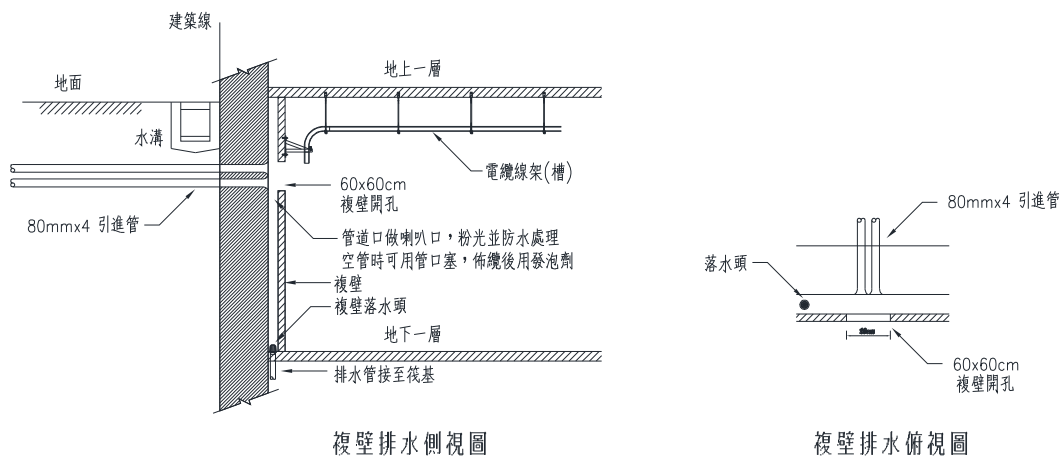 建築線
地面
地上一層
水溝
電纜線架(槽)
60x60cm
複壁開孔
80mmx4 引進管
管道口做喇叭口，粉光並防水處理
空管時可用管口塞，佈纜後用發泡劑
複壁
複壁落水頭
地下一層
排水管接至筏基
複壁排水側視圖
80mmx4 引進管
落水頭
60x60cm
複壁開孔
複壁排水俯視圖